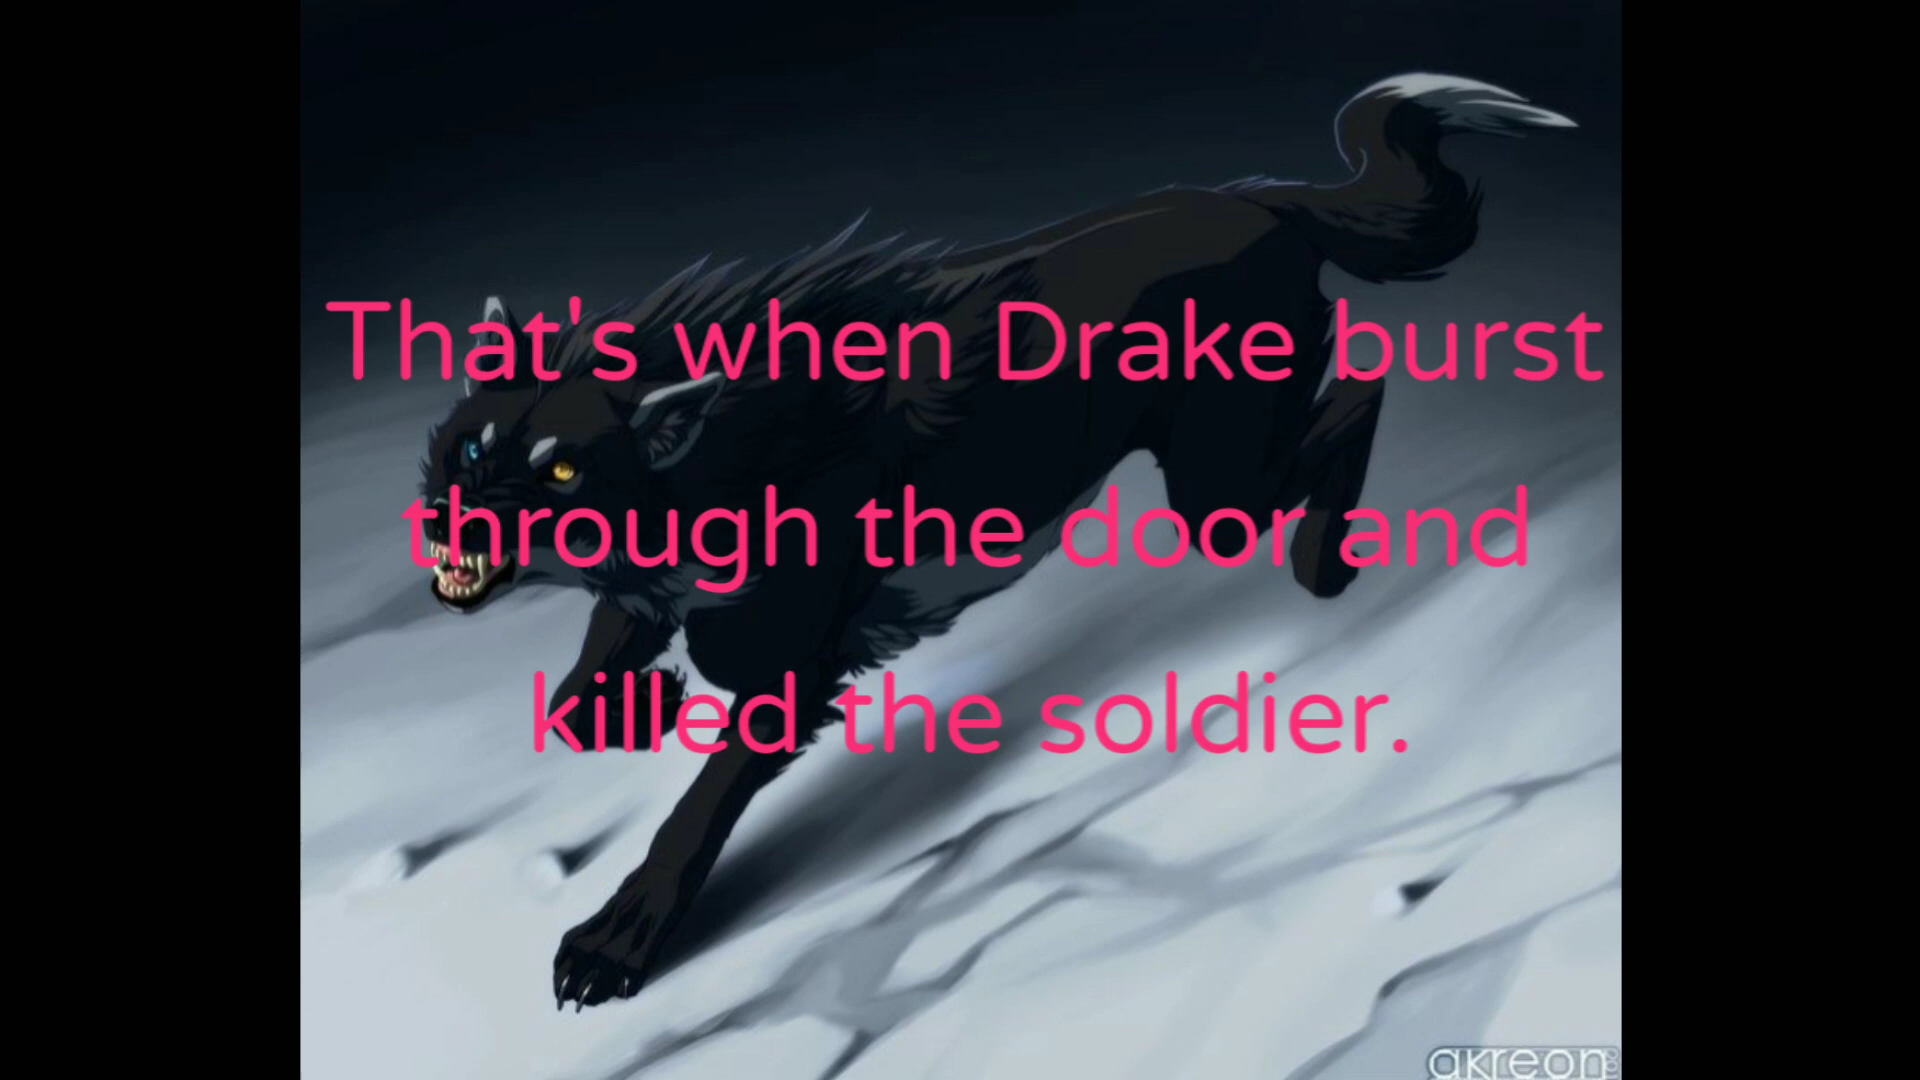 That's when Drake burst
through the door and
killed the soldier.
akreon